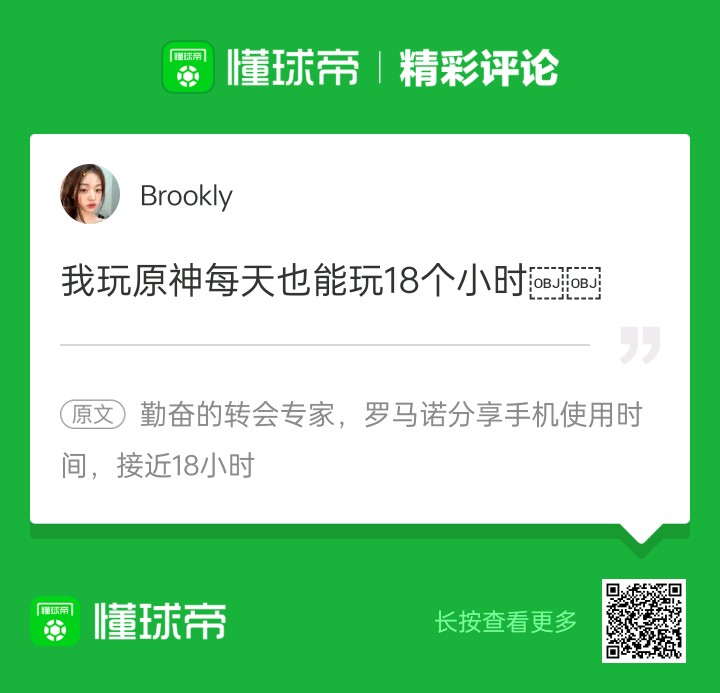 懂球帝 懂球帝 | 精彩评论
Brookly
我玩原神每天也能玩18个小时￼￼
”
原文 勤奋的转会专家，罗马诺分享手机使用时
间，接近18小时
懂球帝 懂球帝
长按查看更多